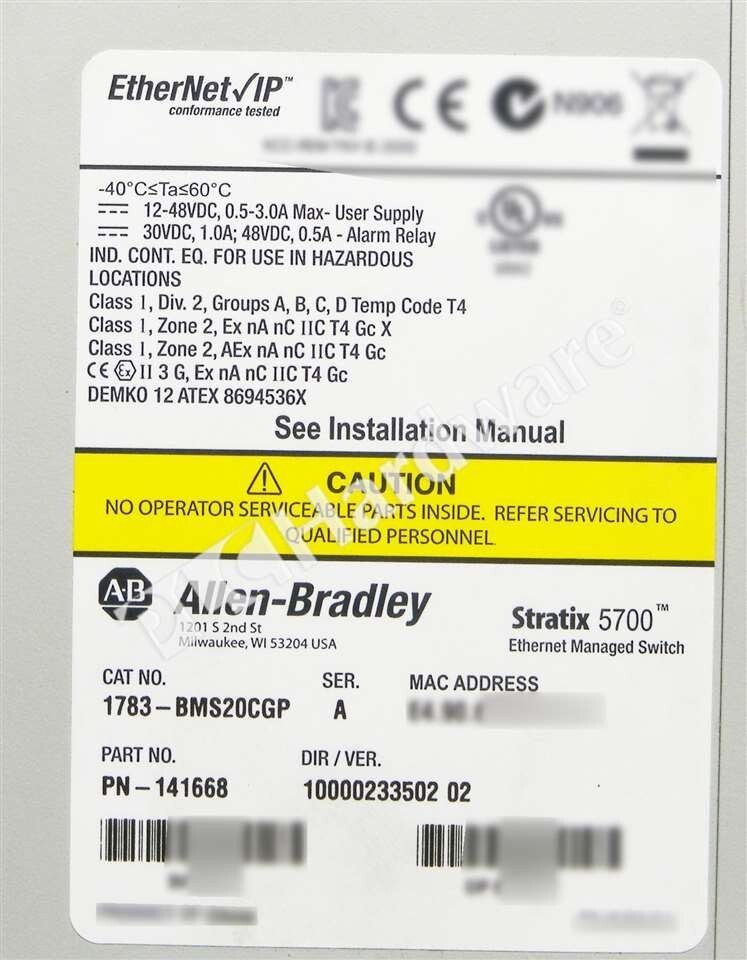 EtherNet/IP™
conformance tested
N906
-40°C≤Ta≤60°C
12-48VDC, 0.5-3.0A Max- User Supply
30VDC, 1.0A; 48VDC, 0.5A - Alarm Relay
IND. CONT. EQ. FOR USE IN HAZARDOUS
LOCATIONS
Class I, Div. 2, Groups A, B, C, D Temp Code T4
Class I, Zone 2, Ex nA nC IIC T4 Gc X
Class I, Zone 2, AEx nA nC IIC T4 Gc
CE Ex II 3 G, Ex nA nC IIC T4 Gc
DEMKO 12 ATEX 8694536X
See Installation Manual
CAUTION
NO OPERATOR SERVICEABLE PARTS INSIDE. REFER SERVICING TO
QUALIFIED PERSONNEL
PLC Hardware®
A-B Allen-Bradley
1201 S 2nd St
Milwaukee, WI 53204 USA
Stratix 5700™
Ethernet Managed Switch
CAT NO. SER. MAC ADDRESS
1783-BMS20CGP A
PART NO. DIR / VER.
PN-141668 10000233502 02